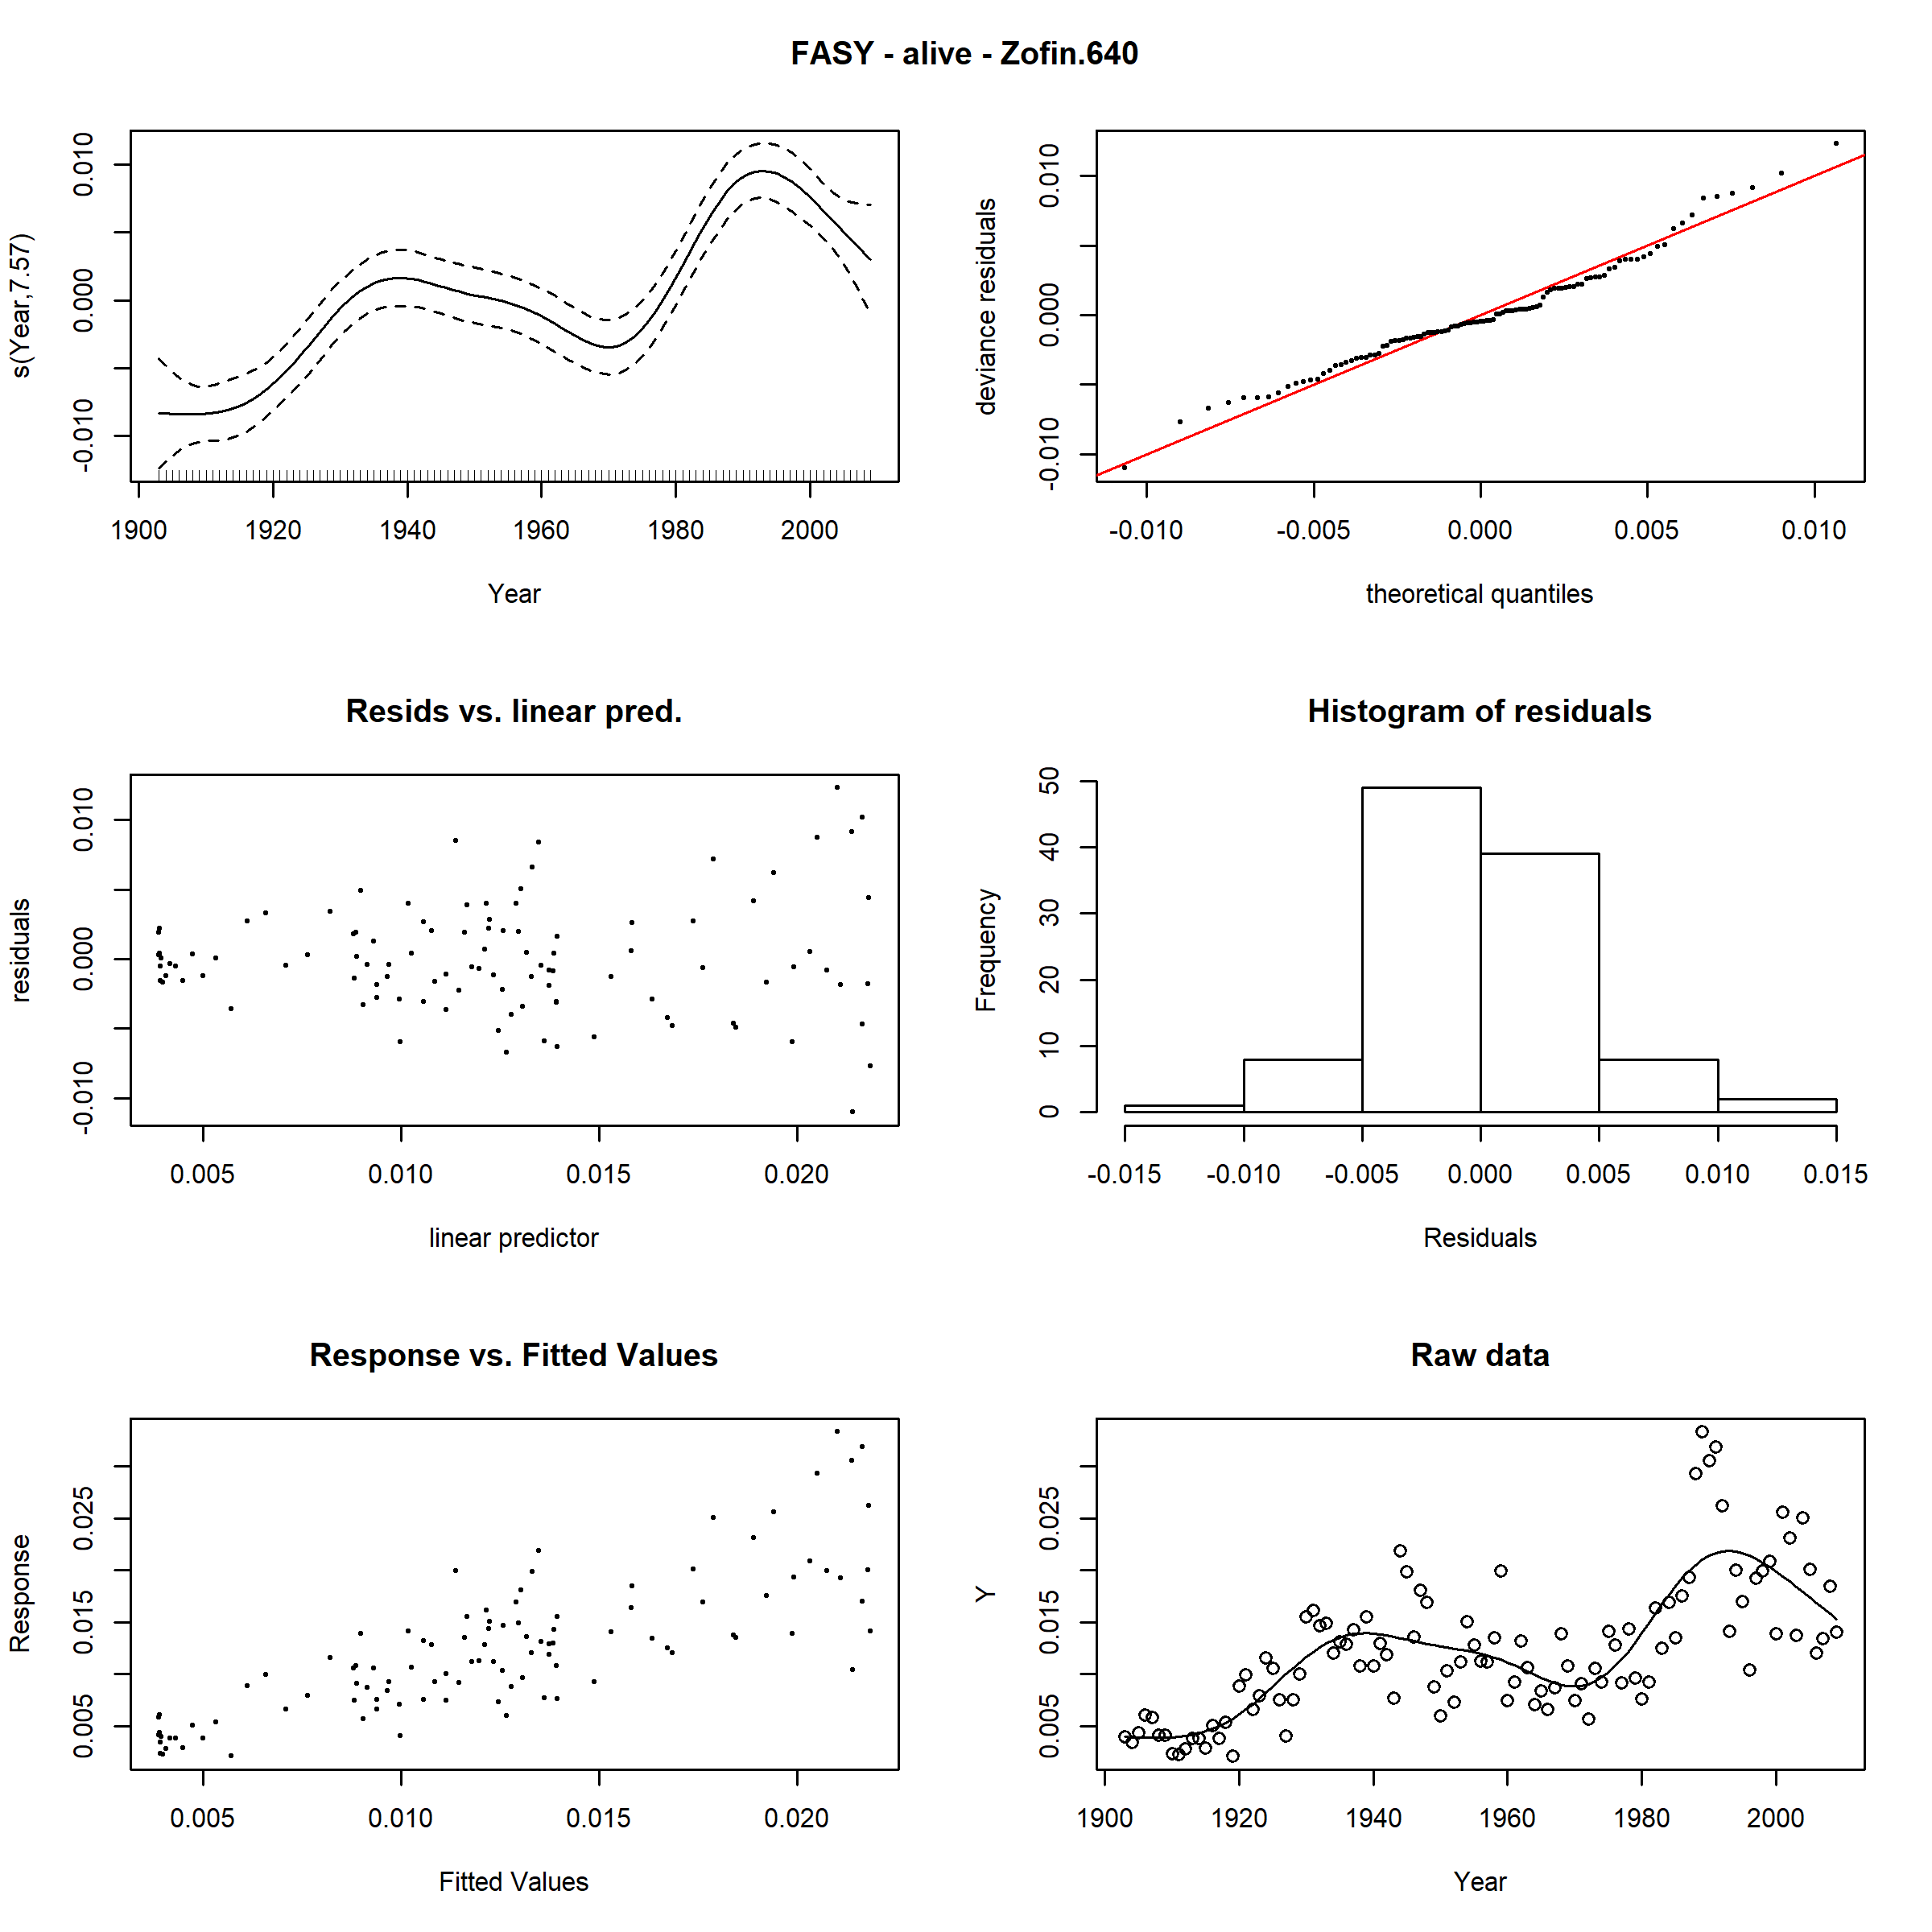 FASY - alive - Zofin.640
s(Year,7.57)
-0.010 0.000 0.010
1900 1920 1940 1960 1980 2000
Year
deviance residuals
-0.010 0.000 0.010
-0.010 -0.005 0.000 0.005 0.010
theoretical quantiles
Resids vs. linear pred.
residuals
-0.010 0.000 0.010
0.005 0.010 0.015 0.020
linear predictor
Histogram of residuals
Frequency
0 10 20 30 40 50
-0.015 -0.010 -0.005 0.000 0.005 0.010 0.015
Residuals
Response vs. Fitted Values
Response
0.005 0.015 0.025
0.005 0.010 0.015 0.020
Fitted Values
Raw data
Y
0.005 0.015 0.025
1900 1920 1940 1960 1980 2000
Year